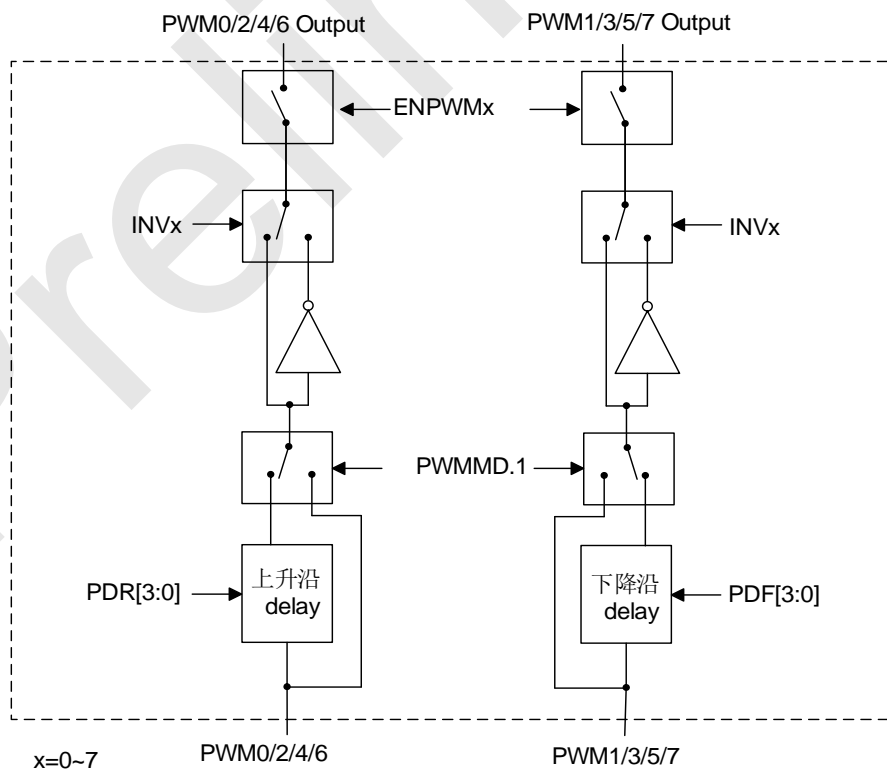 PWM0/2/4/6 Output
PWM1/3/5/7 Output
ENPWMx
INVx
INVx
PWMMD.1
PDR[3:0]
上升沿
delay
下降沿
delay
PDF[3:0]
PWM0/2/4/6
PWM1/3/5/7
x=0~7